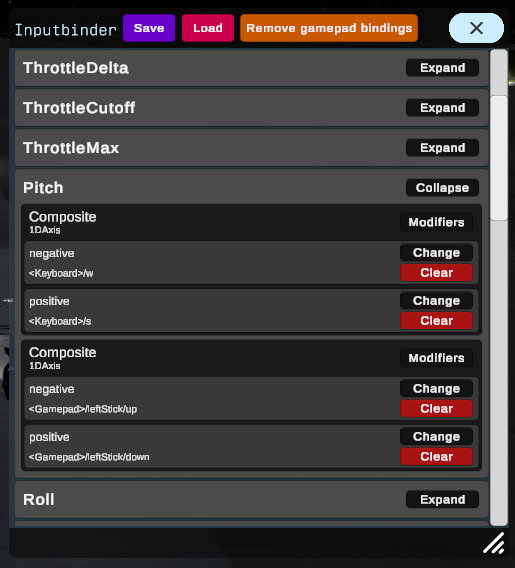 Inputbinder Save Load Remove gamepad bindings
ThrottleDelta Expand
ThrottleCutoff Expand
ThrottleMax Expand
Pitch Collapse
Composite Modifiers
1DAxis
negative Change
<Keyboard>/w Clear
positive Change
<Keyboard>/s Clear
Composite Modifiers
1DAxis
negative Change
<Gamepad>/leftStick/up Clear
positive Change
<Gamepad>/leftStick/down Clear
Roll Expand